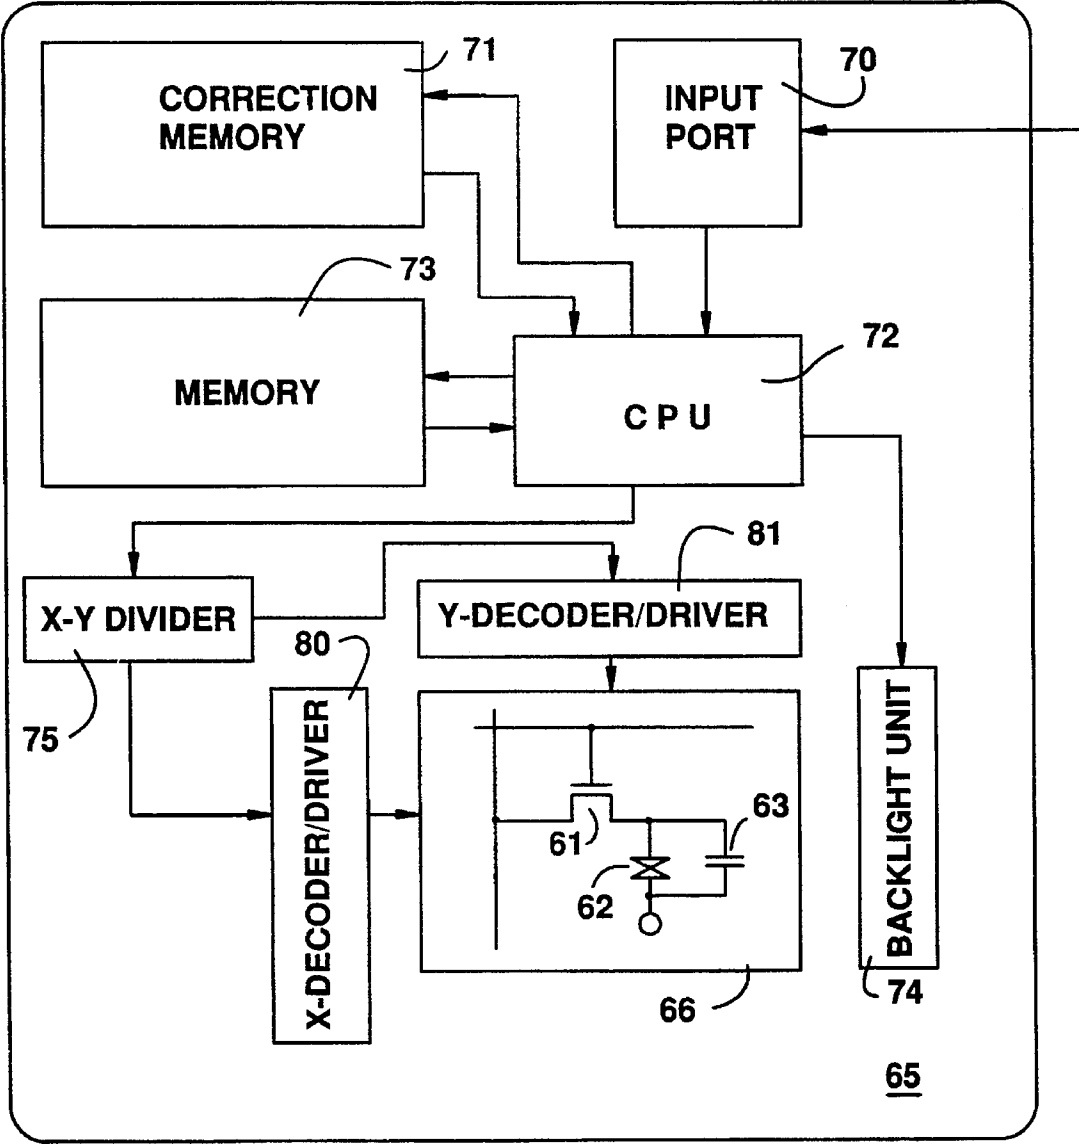 71
CORRECTION
MEMORY
70
INPUT
PORT
73
MEMORY
72
C P U
81
X-Y DIVIDER
Y-DECODER/DRIVER
80
75
X-DECODER/DRIVER
61
63
62
66
BACKLIGHT UNIT
74
65